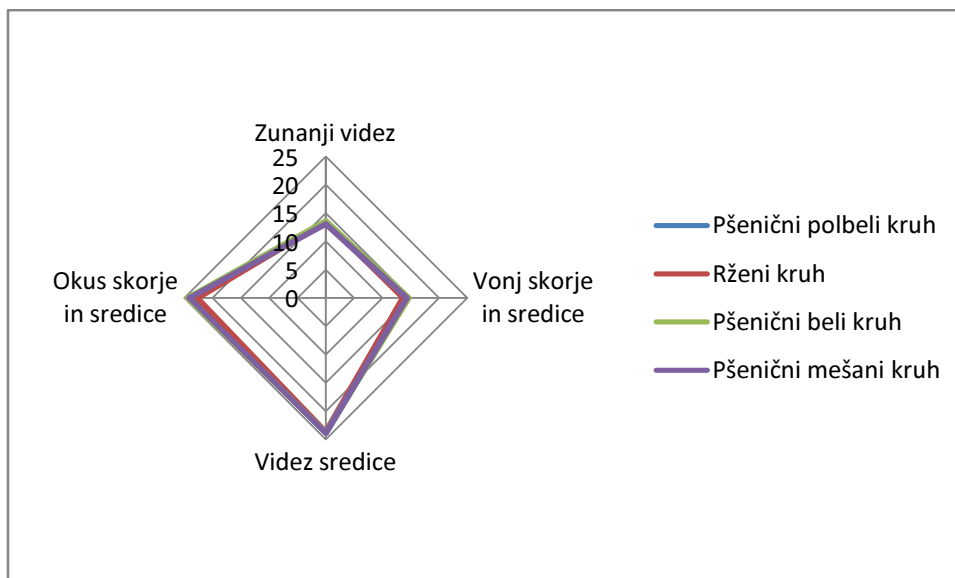 Zunanji videz
25
20
15
10
5
0
Okus skorje
in sredice
Vonj skorje
in sredice
Videz sredice
Pšenični polbeli kruh
Rženi kruh
Pšenični beli kruh
Pšenični mešani kruh